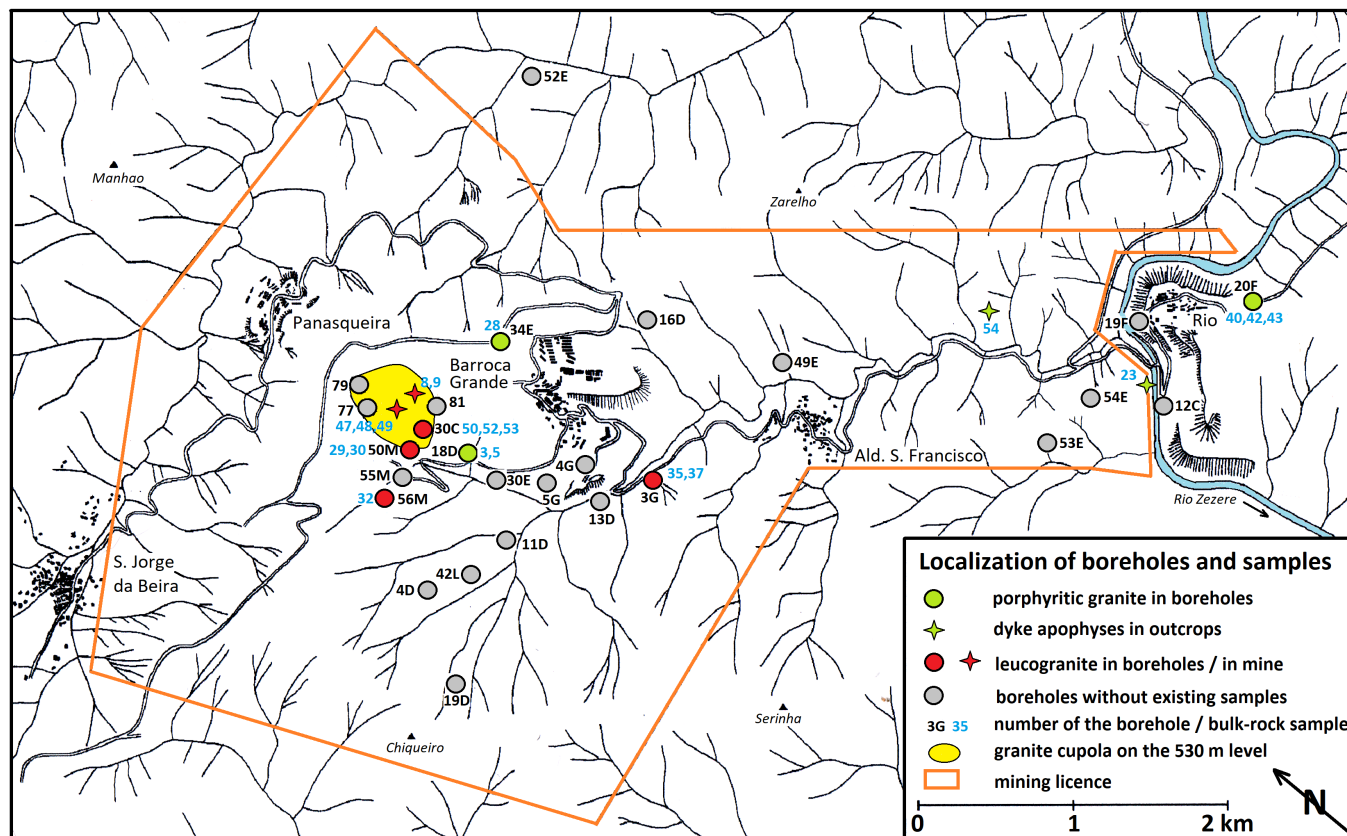 52E
Manhao
Zarelho
20F
Panasqueira
28
34E
16D
54
19F
Rio
40,42,43
Barroca
Grande
49E
79
8,9
23
77
81
54E
12C
47,48,49
30C
50,52,53
29,30
50M
18D
3,5
53E
Ald. S. Francisco
55M
4G
35,37
32
56M
30E
5G
3G
13D
Rio Zezere
11D
S. Jorge
da Beira
42L
4D
19D
Serinha
Chiqueiro
Localization of boreholes and samples
porphyritic granite in boreholes
dyke apophyses in outcrops
leucogranite in boreholes / in mine
boreholes without existing samples
3G 35 number of the borehole / bulk-rock sample
granite cupola on the 530 m level
mining licence
N
0 1 2 km